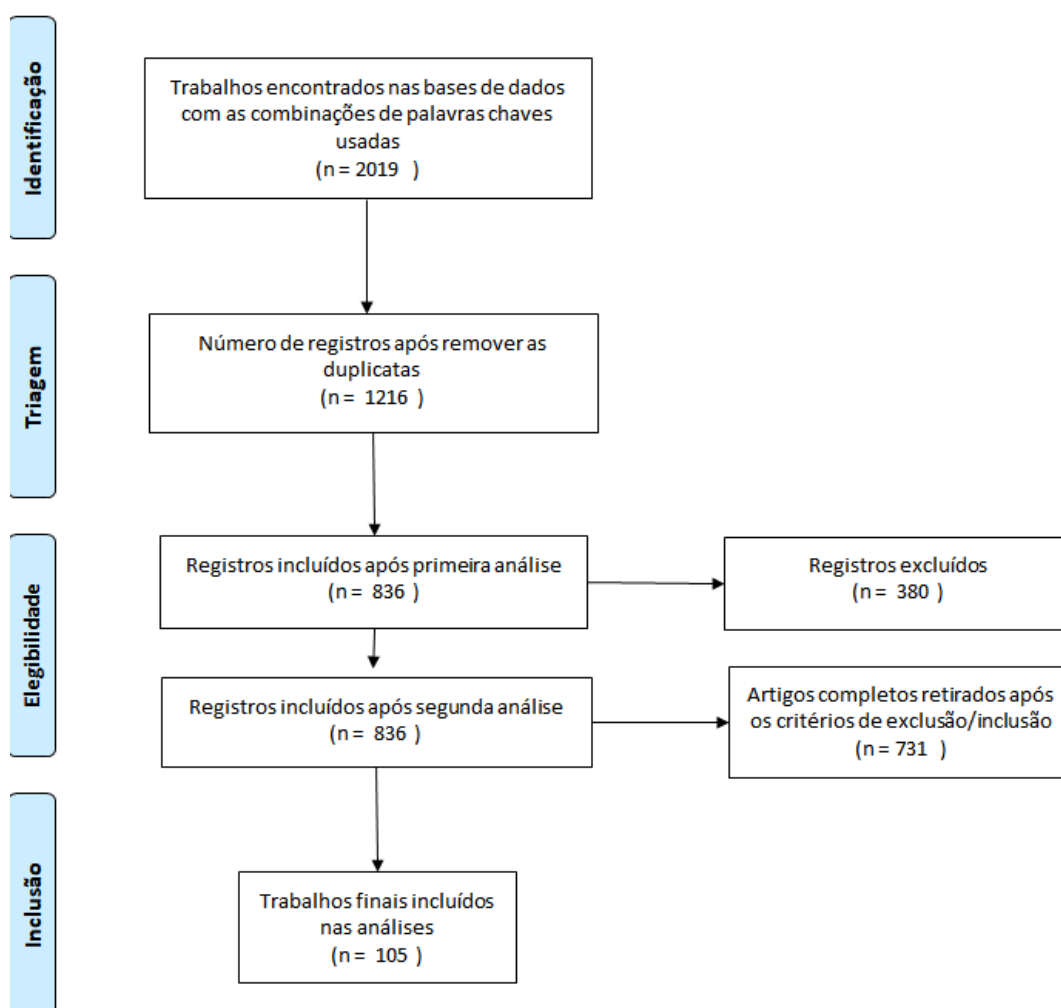 Identificação
Trabalhos encontrados nas bases de dados
com as combinações de palavras chaves
usadas
(n = 2019 )
Triagem
Número de registros após remover as
duplicatas
(n = 1216 )
Elegibilidade
Registros incluídos após primeira análise
(n = 836 )
Registros excluídos
(n = 380 )
Registros incluídos após segunda análise
(n = 836 )
Artigos completos retirados após
os critérios de exclusão/inclusão
(n = 731 )
Inclusão
Trabalhos finais incluídos
nas análises
(n = 105 )